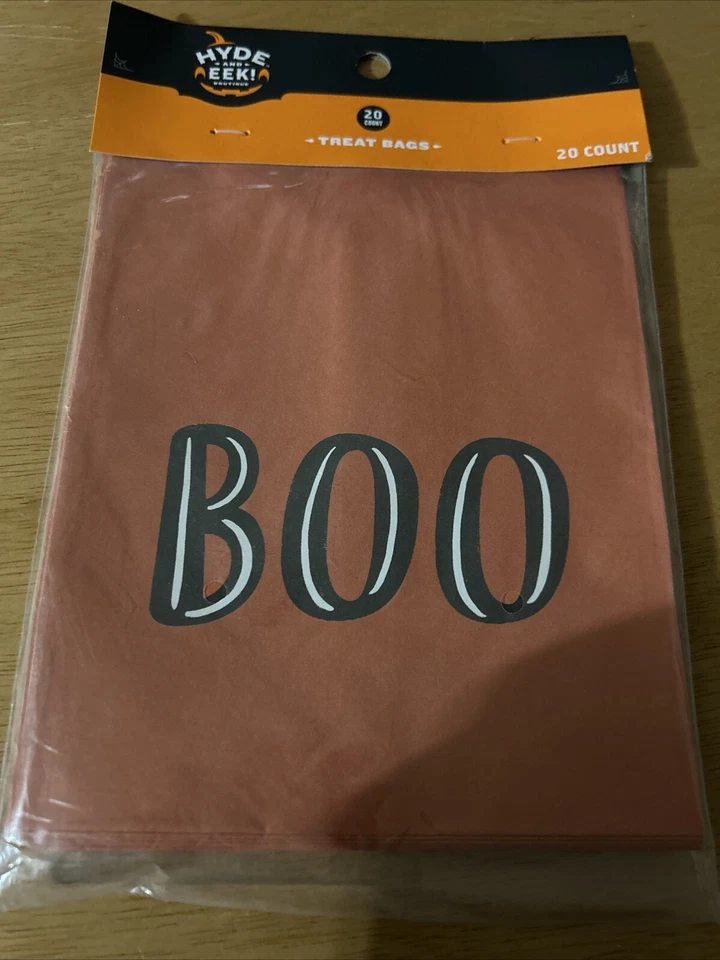 HYDE
AND
EEK!
BOUTIQUE
20
COUNT
TREAT BAGS
20 COUNT
BOO